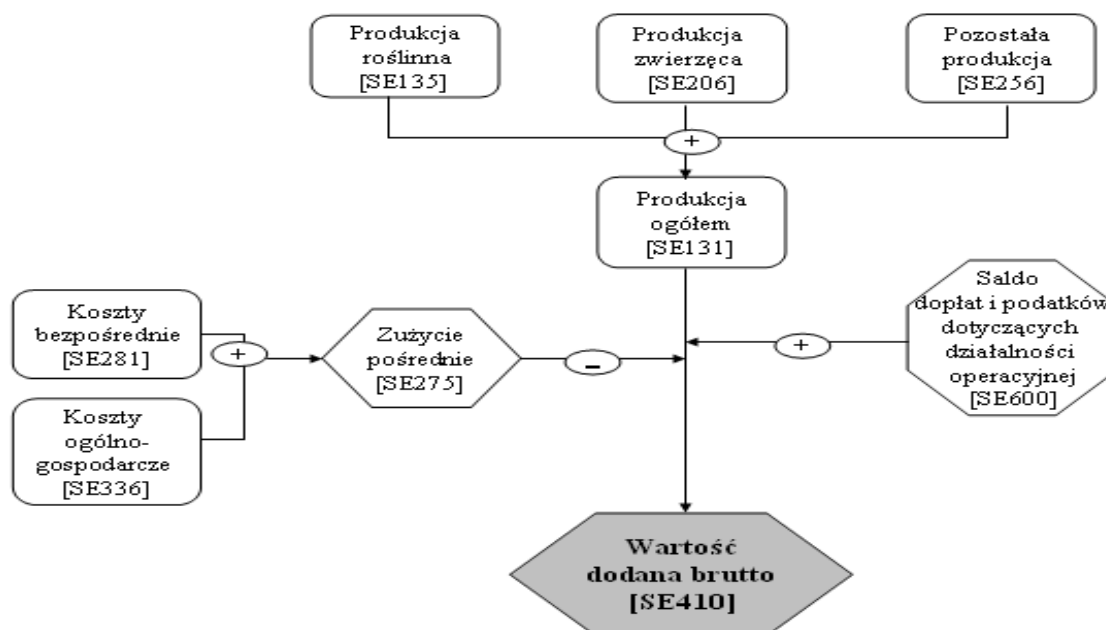 Produkcja
roślinna
[SE135]
Produkcja
zwierzęca
[SE206]
Pozostała
produkcja
[SE256]
+
Produkcja
ogółem
[SE131]
Koszty
bezpośrednie
[SE281]
+
Koszty
ogólno-
gospodarcze
[SE336]
Zużycie
pośrednie
[SE275]
–
+
Saldo
dopłat i podatków
dotyczących
działalności
operacyjnej
[SE600]
Wartość
dodana brutto
[SE410]